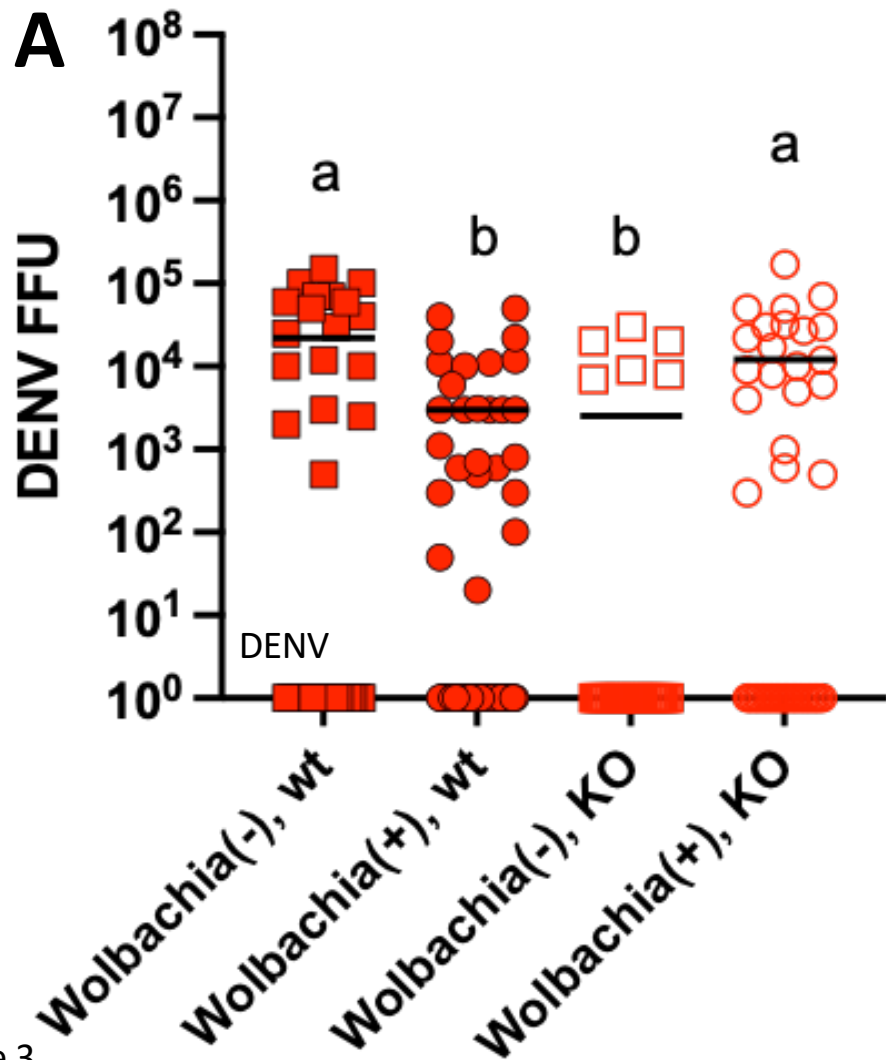 A
DENV FFU
10⁸
10⁷
10⁶
10⁵
10⁴
10³
10²
10¹
10⁰
a
b
b
a
DENV
Wolbachia(-), wt
Wolbachia(+), wt
Wolbachia(-), KO
Wolbachia(+), KO
3